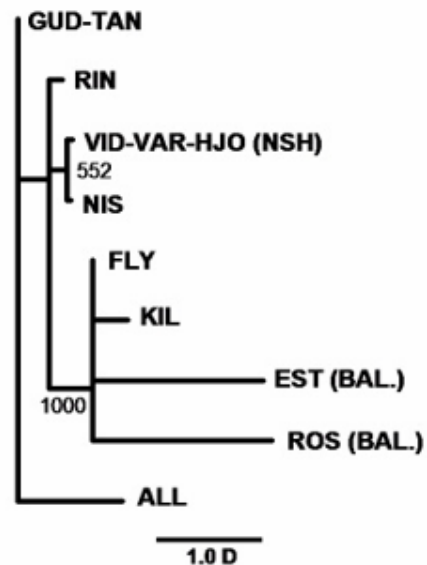 GUD-TAN
RIN
VID-VAR-HJO (NSH)
552
NIS
FLY
KIL
EST (BAL.)
1000
ROS (BAL.)
ALL
1.0 D